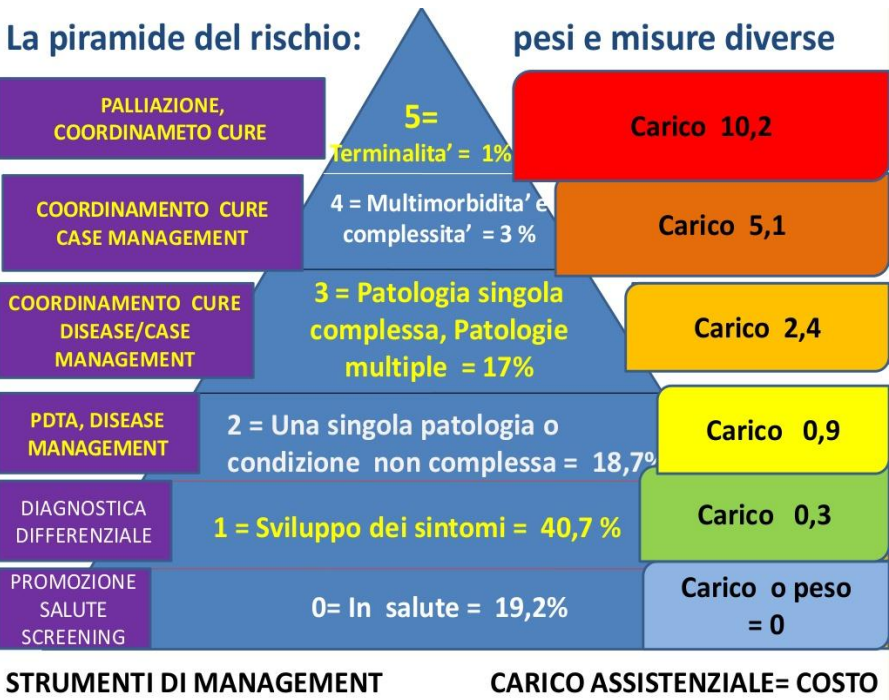 La piramide del rischio: pesi e misure diverse
PALLIAZIONE,
COORDINAMETO CURE
5=
Terminalita’ = 1%
Carico 10,2
COORDINAMENTO CURE
CASE MANAGEMENT
4 = Multimorbidita’ e
complessita’ = 3 %
Carico 5,1
COORDINAMENTO CURE
DISEASE/CASE
MANAGEMENT
3 = Patologia singola
complessa, Patologie
multiple = 17%
Carico 2,4
PDTA, DISEASE
MANAGEMENT
2 = Una singola patologia o
condizione non complessa = 18,7%
Carico 0,9
DIAGNOSTICA
DIFFERENZIALE
1 = Sviluppo dei sintomi = 40,7 %
Carico 0,3
PROMOZIONE
SALUTE
SCREENING
0= In salute = 19,2%
Carico o peso
= 0
STRUMENTI DI MANAGEMENT
CARICO ASSISTENZIALE= COSTO